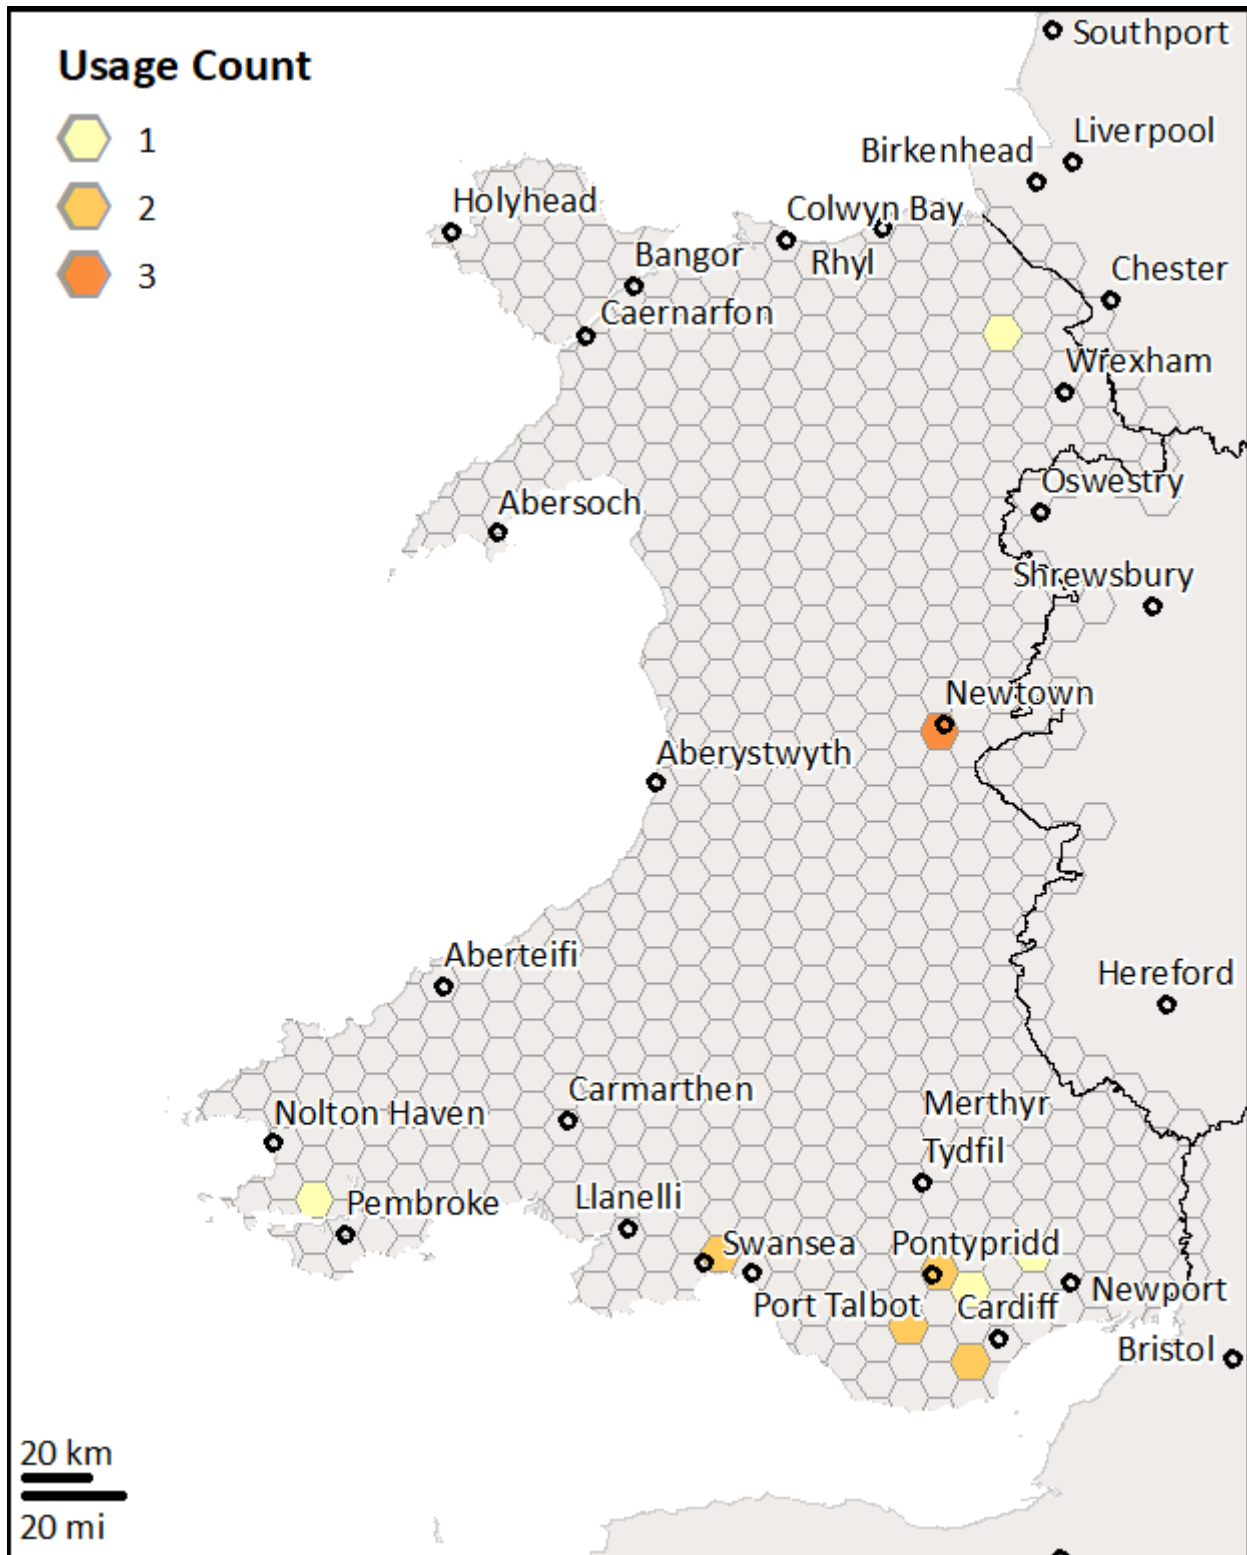 Southport
Usage Count
1
2
3
Liverpool
Birkenhead
Holyhead
Colwyn Bay
Bangor
Rhyl
Chester
Caernarfon
Wrexham
Oswestry
Abersoch
Shrewsbury
Newtown
Aberystwyth
Aberteifi
Hereford
Carmarthen
Merthyr
Tydfil
Nolton Haven
Pembroke
Llanelli
Swansea
Pontypridd
Newport
Port Talbot
Cardiff
Bristol
20 km
20 mi